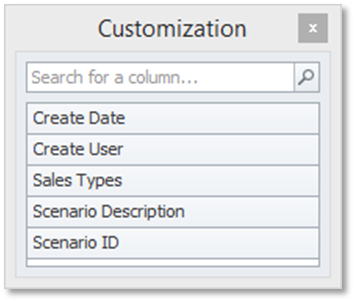 Customization
x
Search for a column...
Create Date
Create User
Sales Types
Scenario Description
Scenario ID